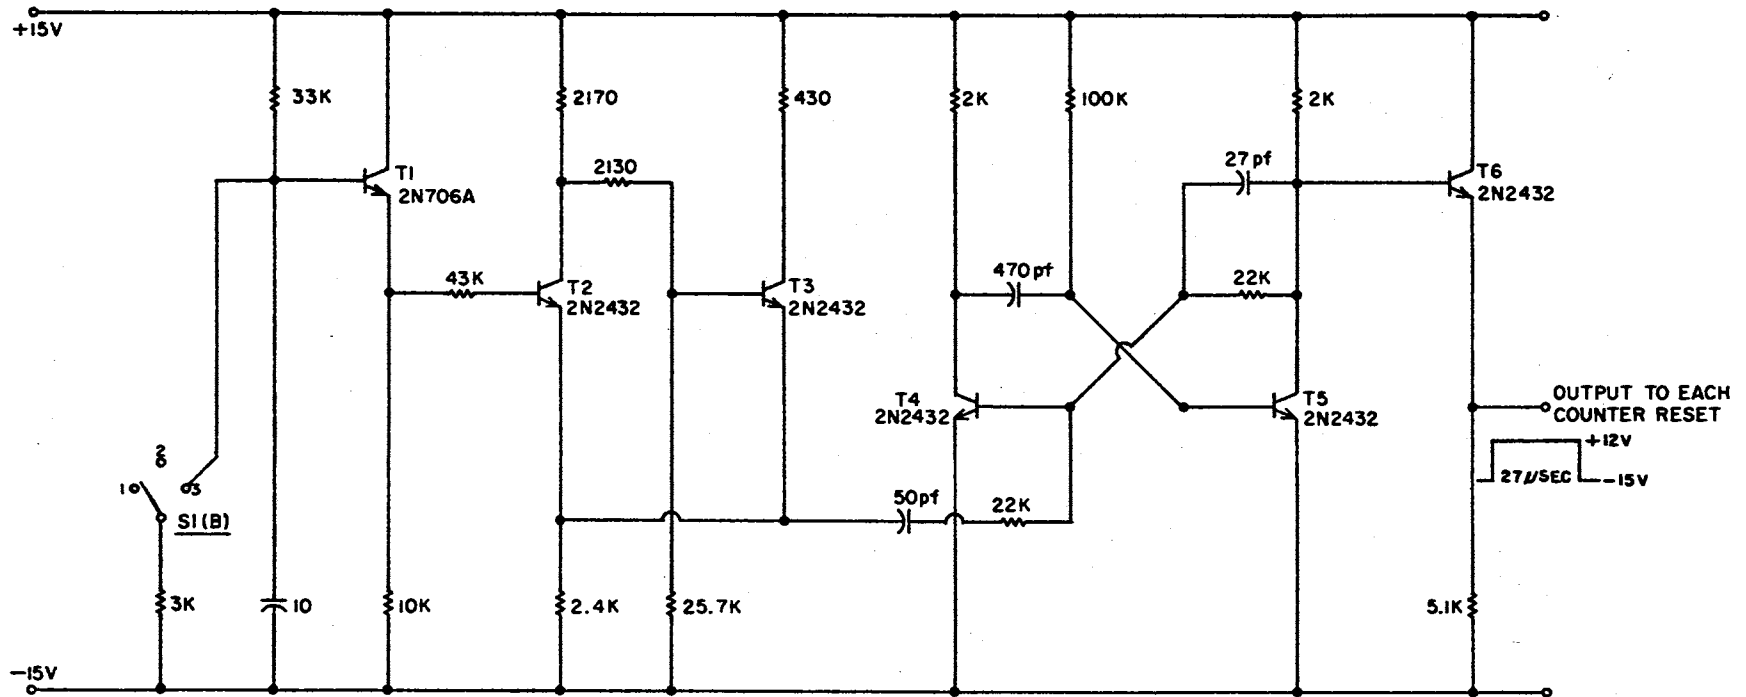 +15V
33K
2170
430
2K
100K
2K
T1
2N706A
2130
27pf
T6
2N2432
43K
T2
2N2432
T3
2N2432
470pf
22K
T4
2N2432
T5
2N2432
OUTPUT TO EACH
COUNTER RESET
+12V
27µSEC
-15V
2
1
3
S1(B)
50pf
22K
3K
10
10K
2.4K
25.7K
5.1K
-15V